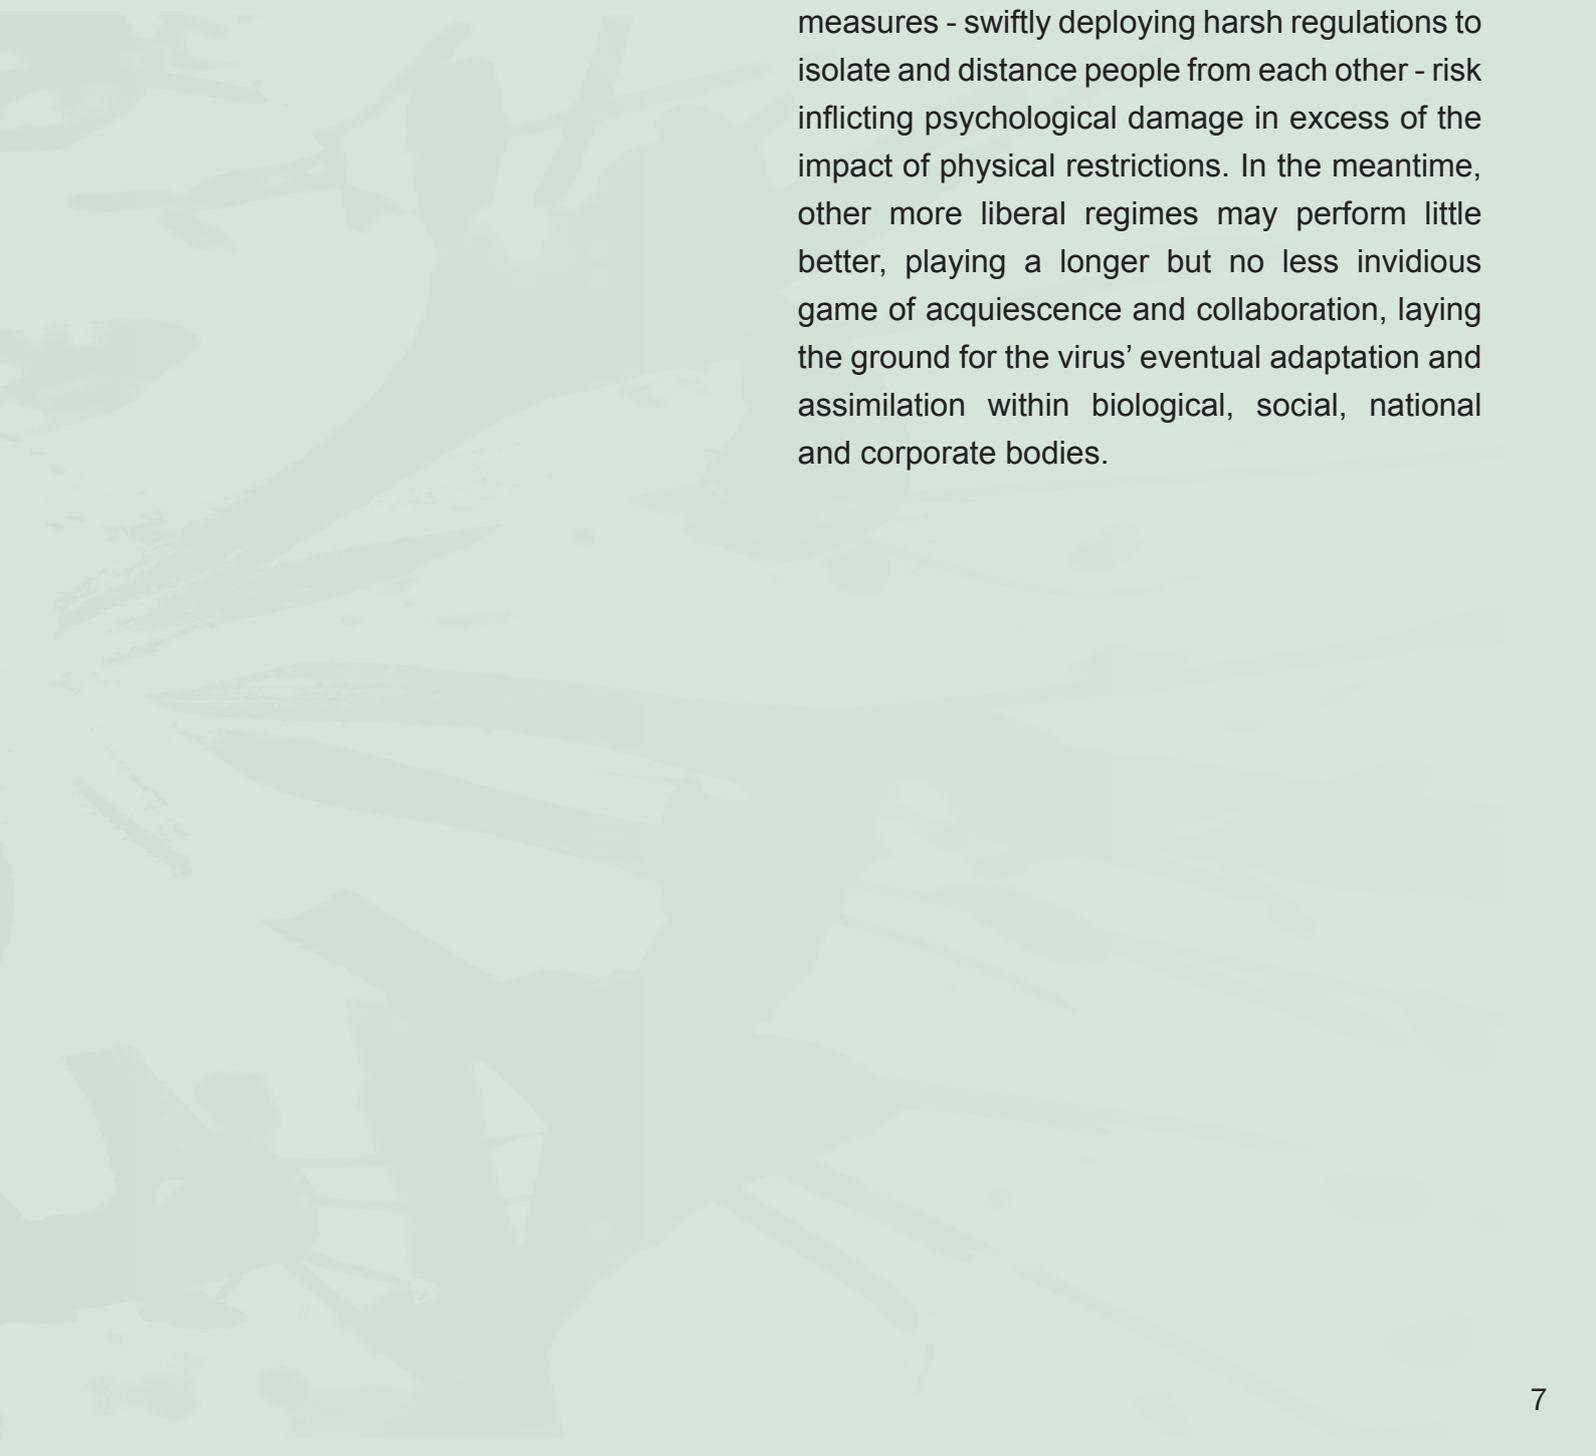 measures - swiftly deploying harsh regulations to
isolate and distance people from each other - risk
inflicting psychological damage in excess of the
impact of physical restrictions. In the meantime,
other more liberal regimes may perform little
better, playing a longer but no less invidious
game of acquiescence and collaboration, laying
the ground for the virus’ eventual adaptation and
assimilation within biological, social, national
and corporate bodies.
7